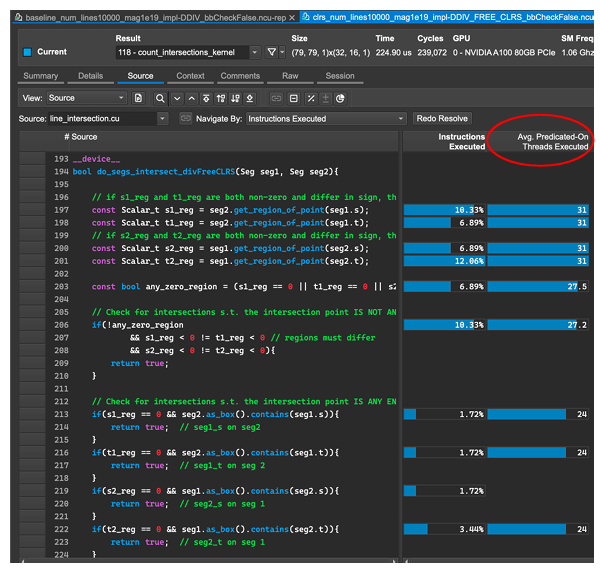 baseline_num_lines10000_mag1e19_impl-DDIV_bbCheckFalse.ncu-rep
clrs_num_lines10000_mag1e19_impl-DDIV_FREE_CLRS_bbCheckFalse.ncu
Result Size Time Cycles GPU SM Freq
Current 118 - count_intersections_kernel (79, 79, 1)x(32, 16, 1) 224.90 us 239,072 0 - NVIDIA A100 80GB PCIe 1.06 Ghz
Summary Details Source Context Comments Raw Session
View: Source
Source: line_intersection.cu Navigate By: Instructions Executed Redo Resolve
# Source Instructions Executed Avg. Predicated-On Threads Executed
193 __device__
194 bool do_segs_intersect_divFreeCLRS(Seg seg1, Seg seg2){
195
196 // if s1_reg and t1_reg are both non-zero and differ in sign, th
197 const Scalar_t s1_reg = seg2.get_region_of_point(seg1.s); 10.33% 31
198 const Scalar_t t1_reg = seg2.get_region_of_point(seg1.t); 6.89% 31
199 // if s2_reg and t2_reg are both non-zero and differ in sign, th
200 const Scalar_t s2_reg = seg1.get_region_of_point(seg2.s); 6.89% 31
201 const Scalar_t t2_reg = seg1.get_region_of_point(seg2.t); 12.06% 31
202
203 const bool any_zero_region = (s1_reg == 0 || t1_reg == 0 || s2 6.89% 27.5
204
205 // Check for intersections s.t. the intersection point IS NOT AN
206 if(!any_zero_region 10.33% 27.2
207 && s1_reg < 0 != t1_reg < 0 // regions must differ
208 && s2_reg < 0 != t2_reg < 0){
209 return true;
210 }
211
212 // Check for intersections s.t. the intersection point IS ANY EN
213 if(s1_reg == 0 && seg2.as_box().contains(seg1.s)){ 1.72% 24
214 return true; // seg1_s on seg2
215 }
216 if(t1_reg == 0 && seg2.as_box().contains(seg1.t)){ 1.72% 24
217 return true; // seg1_t on seg 2
218 }
219 if(s2_reg == 0 && seg1.as_box().contains(seg2.s)){ 1.72%
220 return true; // seg2_s on seg 1
221 }
222 if(t2_reg == 0 && seg1.as_box().contains(seg2.t)){ 3.44% 24
223 return true; // seg2_t on seg 1
224 }